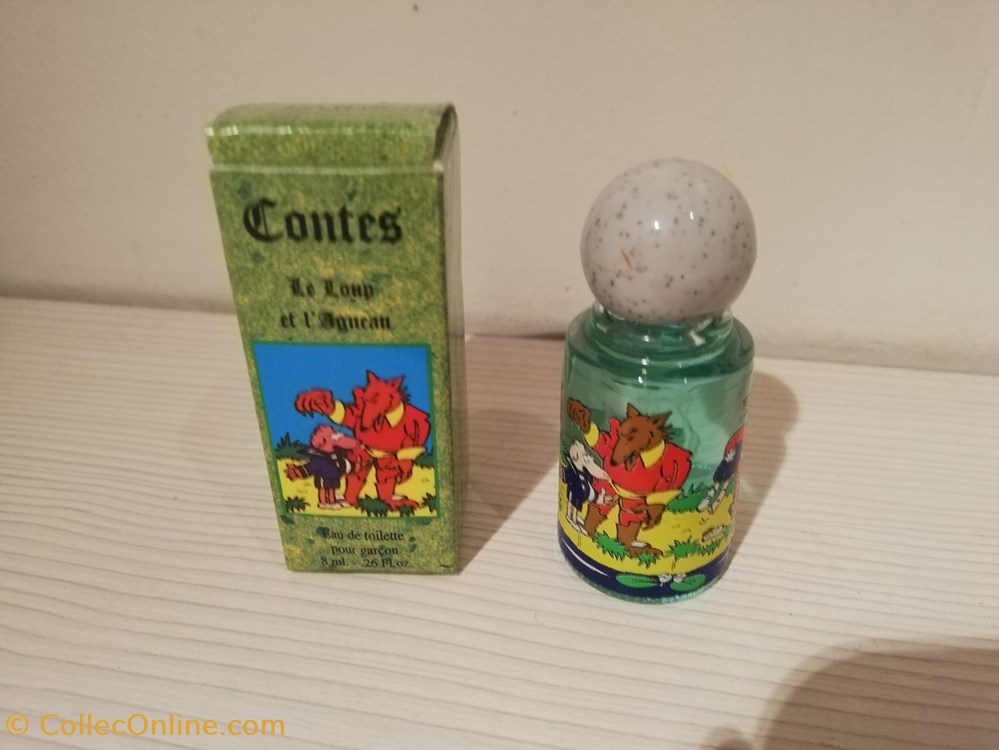 Contes
Le Loup
et l'Agneau
Eau de toilette
pour garçon
8 ml. - .26 Fl.oz.
© CollecOnline.com